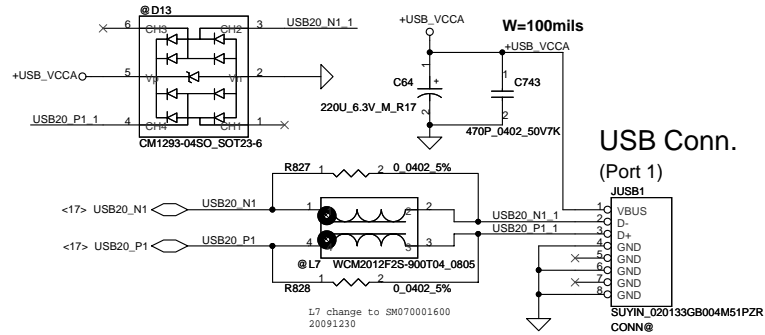 @D13
6
CH3
CH2
3
USB20_N1_1
+USB_VCCA
5
Vp
Vn
2
USB20_P1_1
4
CH4
CH1
1
CM1293-04SO_SOT23-6
+USB_VCCA
W=100mils
+USB_VCCA
1
C64
+
2
220U_6.3V_M_R17
1
C743
2
470P_0402_50V7K
USB Conn.
(Port 1)
R827
1
2
0_0402_5%
<17>
USB20_N1
USB20_N1
1
2
2
USB20_N1_1
<17>
USB20_P1
USB20_P1
4
3
3
USB20_P1_1
@L7
WCM2012F2S-900T04_0805
R828
1
2
0_0402_5%
L7 change to SM070001600
20091230
JUSB1
1
VBUS
2
D-
3
D+
4
GND
5
GND
6
GND
7
GND
8
GND
SUYIN_020133GB004M51PZR
CONN@